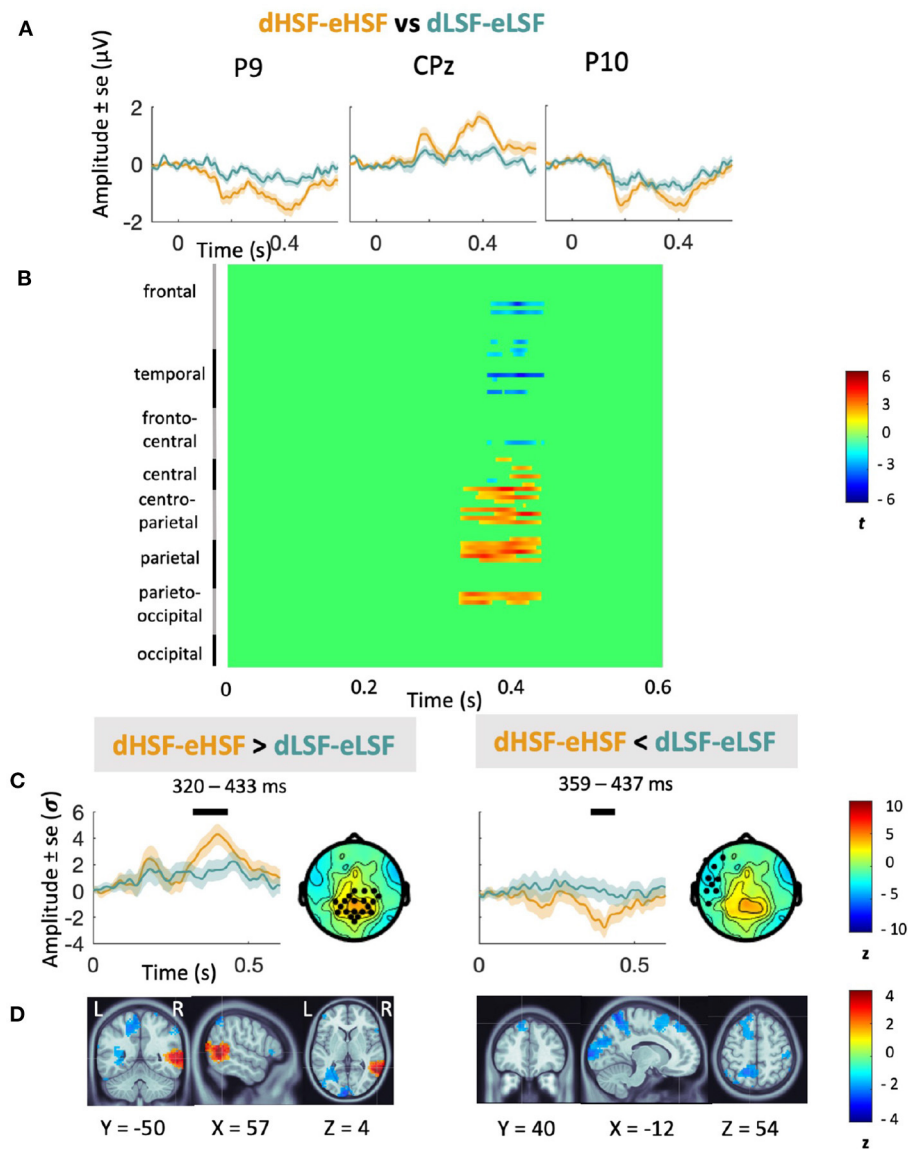 A
dHSF-eHSF vs dLSF-eLSF
P9 CPz P10
Amplitude ± se (µV)
2
0
-2
0 0.4 0 0.4 0 0.4
Time (s)
B
frontal
temporal
fronto-
central
central
centro-
parietal
parietal
parieto-
occipital
occipital
0 0.2 0.4 0.6
Time (s)
6
3
0
- 3
- 6
t
dHSF-eHSF > dLSF-eLSF
dHSF-eHSF < dLSF-eLSF
C
320 – 433 ms
359 – 437 ms
Amplitude ± se (σ)
6
4
2
0
-2
-4
0 0.5
Time (s)
0 0.5
10
5
0
- 5
- 10
z
D
L R L R
Y = -50 X = 57 Z = 4
Y = 40 X = -12 Z = 54
4
2
0
- 2
- 4
z